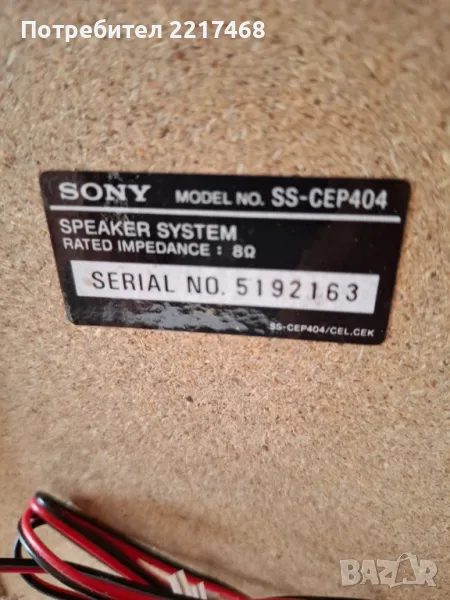 Потребител 2217468
SONY MODEL NO. SS-CEP404
SPEAKER SYSTEM
RATED IMPEDANCE : 8Ω
SERIAL NO. 5192163
SS-CEP404/CEL,CEK
BAZAR